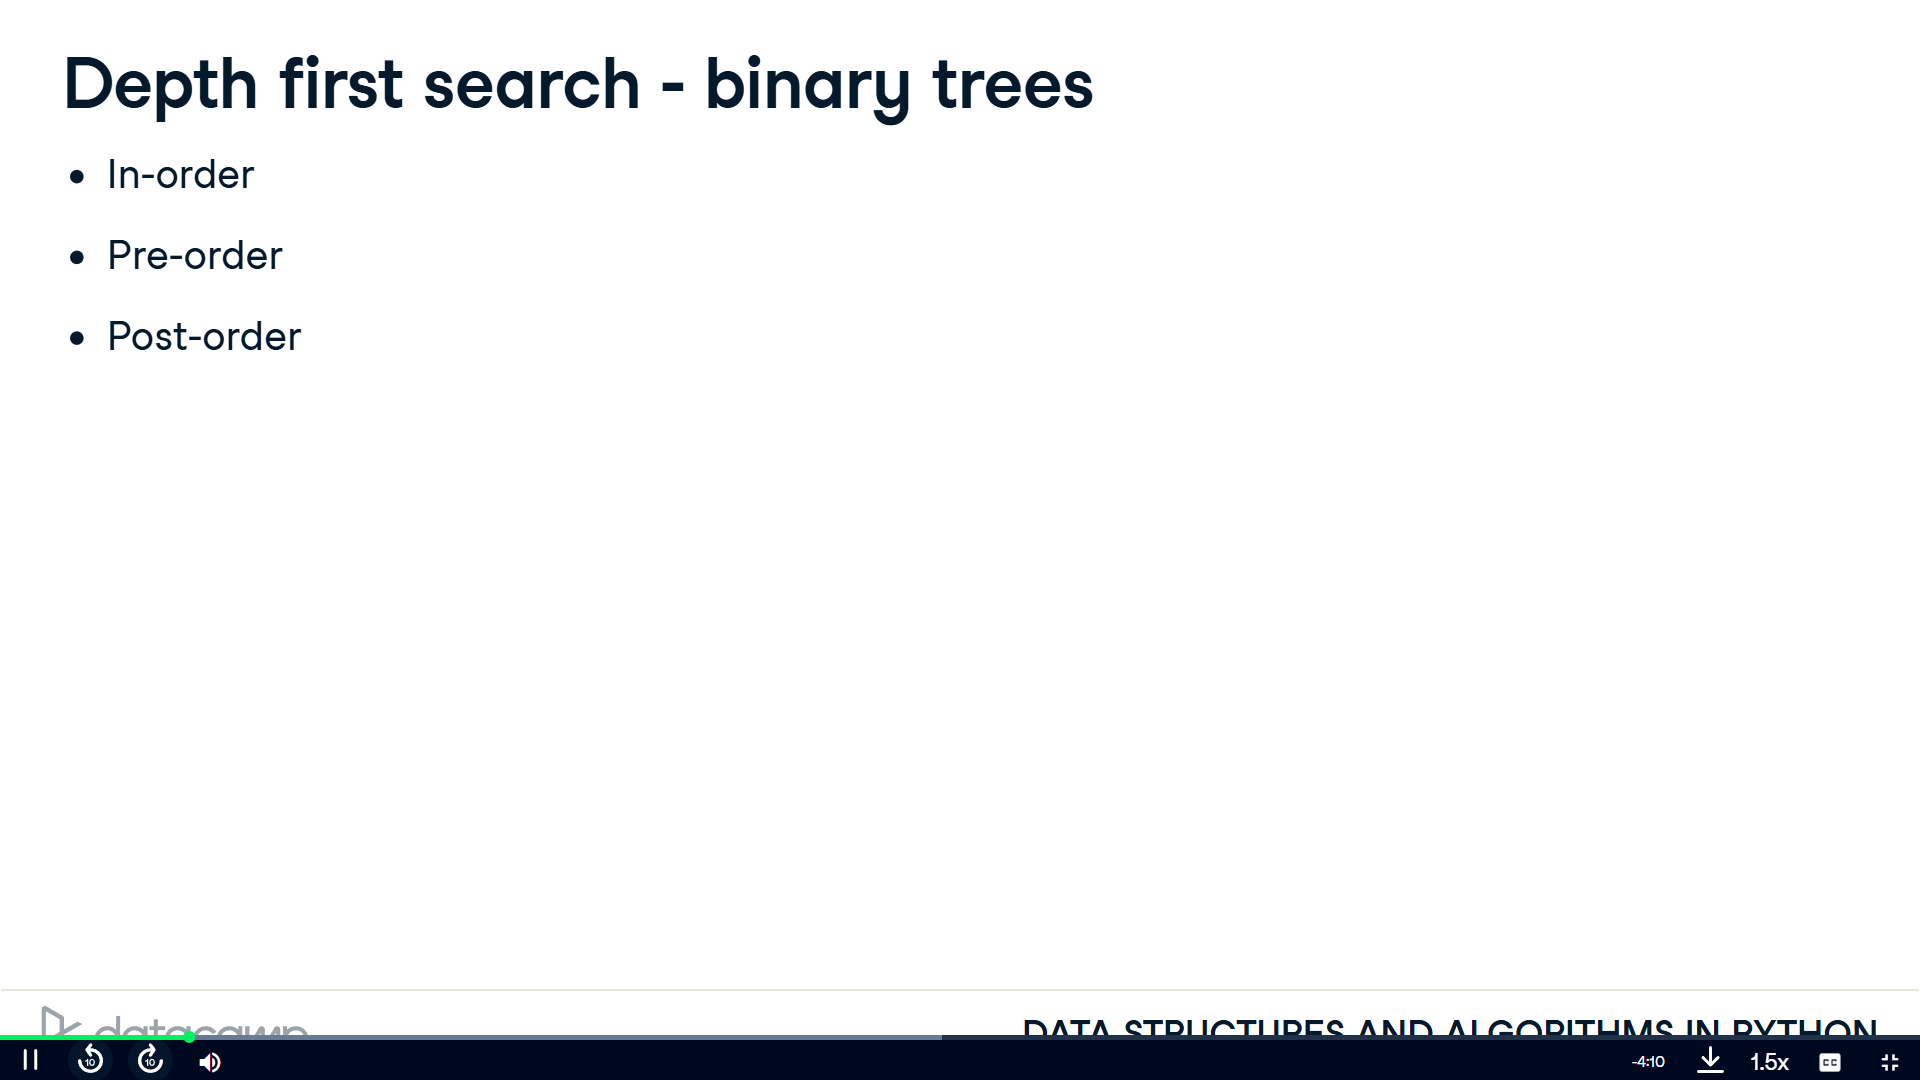 Depth first search - binary trees
• In-order
• Pre-order
• Post-order
datacamp
DATA STRUCTURES AND ALGORITHMS IN PYTHON
10
10
-4:10
1.5x
CC